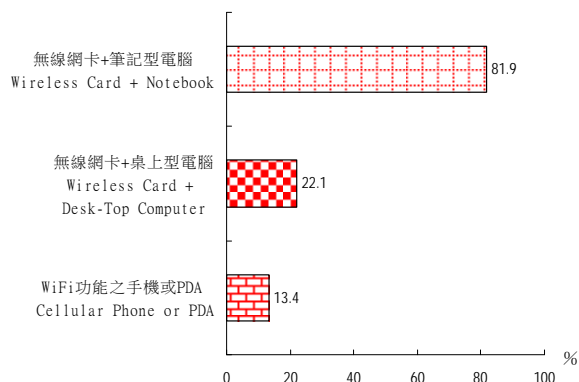 無線網卡+筆記型電腦
Wireless Card + Notebook
81.9
無線網卡+桌上型電腦
Wireless Card +
Desk-Top Computer
22.1
WiFi功能之手機或PDA
Cellular Phone or PDA
13.4
%
0 20 40 60 80 100